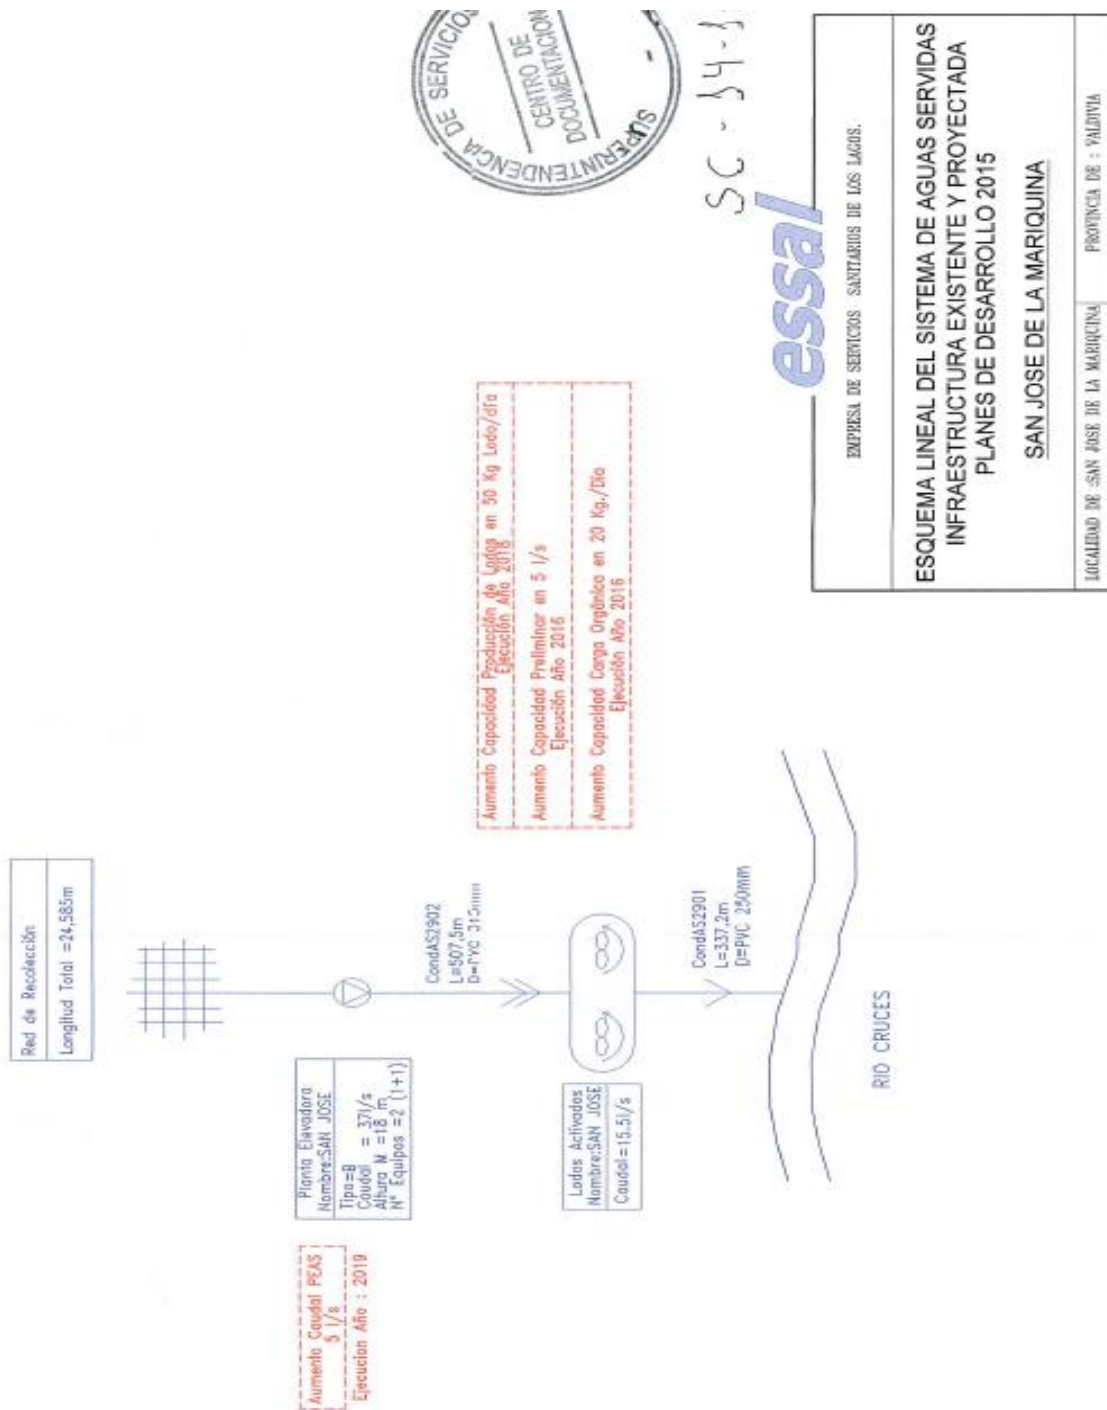 Red de Recolección
Longitud Total =24,585m
Aumento Caudal PEAS
5 l/s
Ejecucion Año : 2019
Planta Elevadora
Nombre:SAN JOSE
Tipo=B
Caudal = 37l/s
Altura M =18 m
N° Equipos =2 (1+1)
CondAS2902
L=507,5m
D=PVC 315mm
Lodos Activados
Nombre:SAN JOSE
Caudal=15.5l/s
CondAS2901
L=337,2m
D=PVC 250mm
RIO CRUCES
Aumento Capacidad Producción de Lodos en 50 Kg Lodo/día
Ejecución Año 2018
Aumento Capacidad Preliminar en 5 l/s
Ejecución Año 2016
Aumento Capacidad Carga Orgánica en 20 Kg./Día
Ejecución Año 2016
SUPERINTENDENCIA DE SERVICIOS
CENTRO DE
DOCUMENTACION
essal
EMPRESA DE SERVICIOS SANITARIOS DE LOS LAGOS.
ESQUEMA LINEAL DEL SISTEMA DE AGUAS SERVIDAS
INFRAESTRUCTURA EXISTENTE Y PROYECTADA
PLANES DE DESARROLLO 2015
SAN JOSE DE LA MARIQUINA
LOCALIDAD DE :SAN JOSE DE LA MARIQUINA
PROVINCIA DE : VALDIVIA